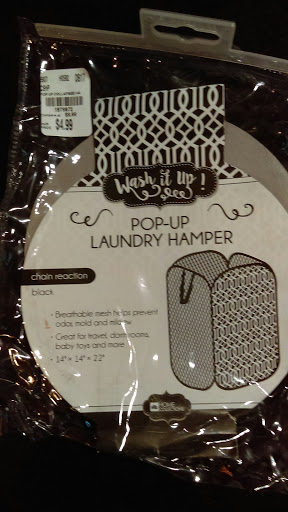 0817
$4.99
Wash it Up!
POP-UP
LAUNDRY HAMPER
chain reaction
black
• Breathable mesh helps prevent
odor, mold and mildew
• Great for travel, dorm rooms,
baby toys and more
• 14" × 14" × 22"